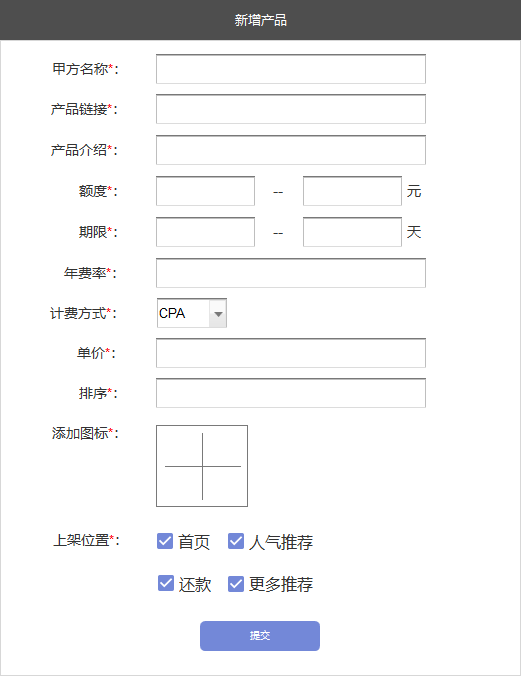 新增产品
甲方名称*：
产品链接*：
产品介绍*：
额度*： -- 元
期限*： -- 天
年费率*：
计费方式*： CPA
单价*：
排序*：
添加图标*：
上架位置*： 首页 人气推荐
还款 更多推荐
提交